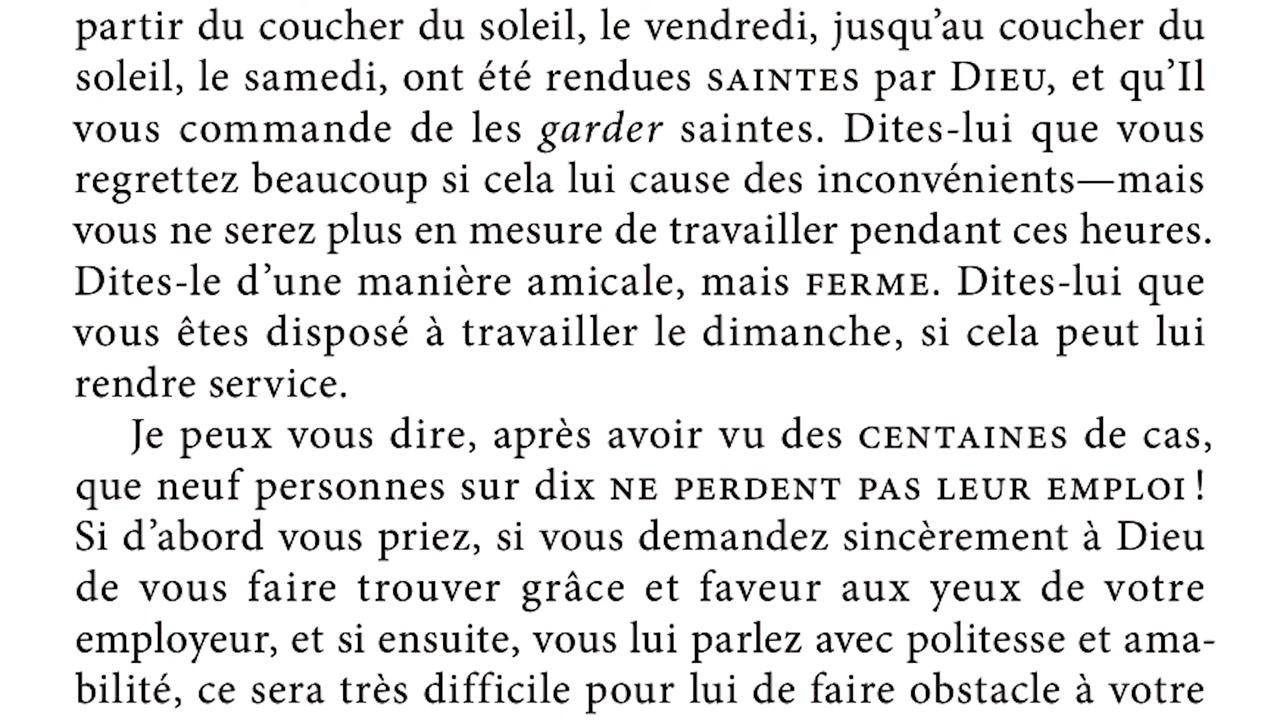 partir du coucher du soleil, le vendredi, jusqu’au coucher du
soleil, le samedi, ont été rendues SAINTES par DIEU, et qu’Il
vous commande de les garder saintes. Dites-lui que vous
regrettez beaucoup si cela lui cause des inconvénients—mais
vous ne serez plus en mesure de travailler pendant ces heures.
Dites-le d’une manière amicale, mais FERME. Dites-lui que
vous êtes disposé à travailler le dimanche, si cela peut lui
rendre service.
Je peux vous dire, après avoir vu des CENTAINES de cas,
que neuf personnes sur dix NE PERDENT PAS LEUR EMPLOI !
Si d’abord vous priez, si vous demandez sincèrement à Dieu
de vous faire trouver grâce et faveur aux yeux de votre
employeur, et si ensuite, vous lui parlez avec politesse et ama-
bilité, ce sera très difficile pour lui de faire obstacle à votre